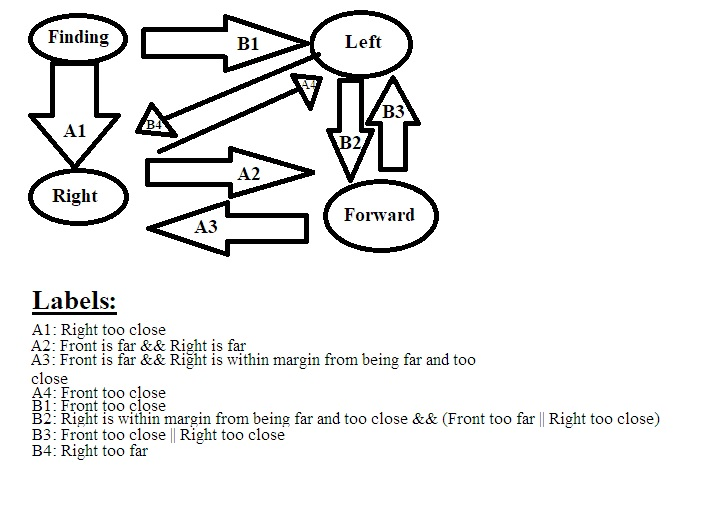 Finding
B1
Left
A4
B4
A1
B3
B2
A2
Right
Forward
A3
Labels:
A1: Right too close
A2: Front is far && Right is far
A3: Front is far && Right is within margin from being far and too
close
A4: Front too close
B1: Front too close
B2: Right is within margin from being far and too close && (Front too far || Right too close)
B3: Front too close || Right too close
B4: Right too far